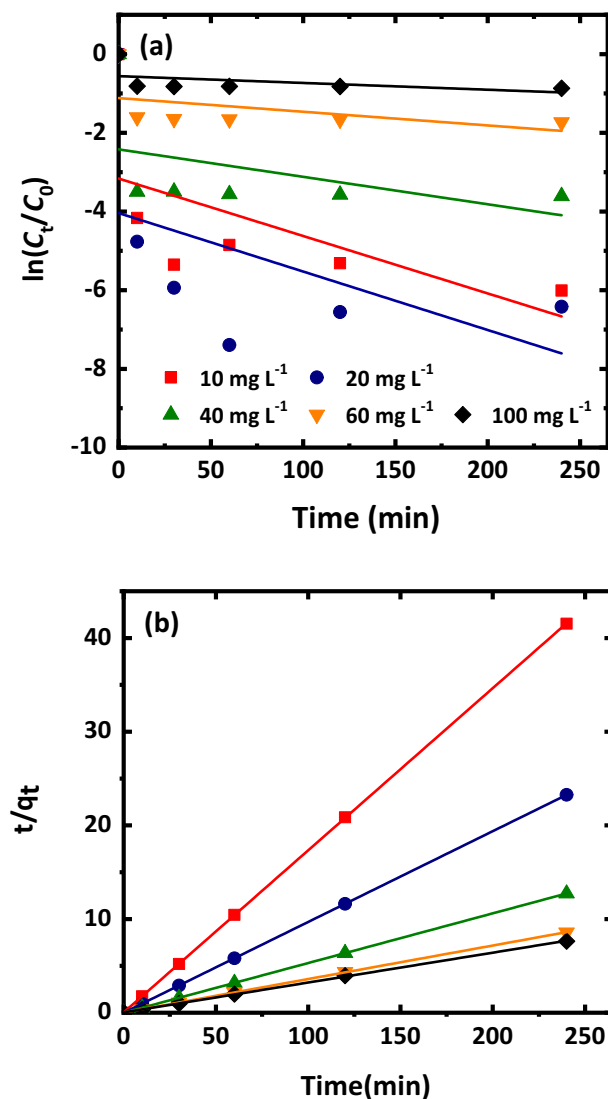 (a)
0
-2
-4
-6
-8
-10
ln(Cₜ/C₀)
10 mg L⁻¹ 20 mg L⁻¹
40 mg L⁻¹ 60 mg L⁻¹ 100 mg L⁻¹
0 50 100 150 200 250
Time (min)
(b)
40
30
20
10
0
t/qt
0 50 100 150 200 250
Time(min)